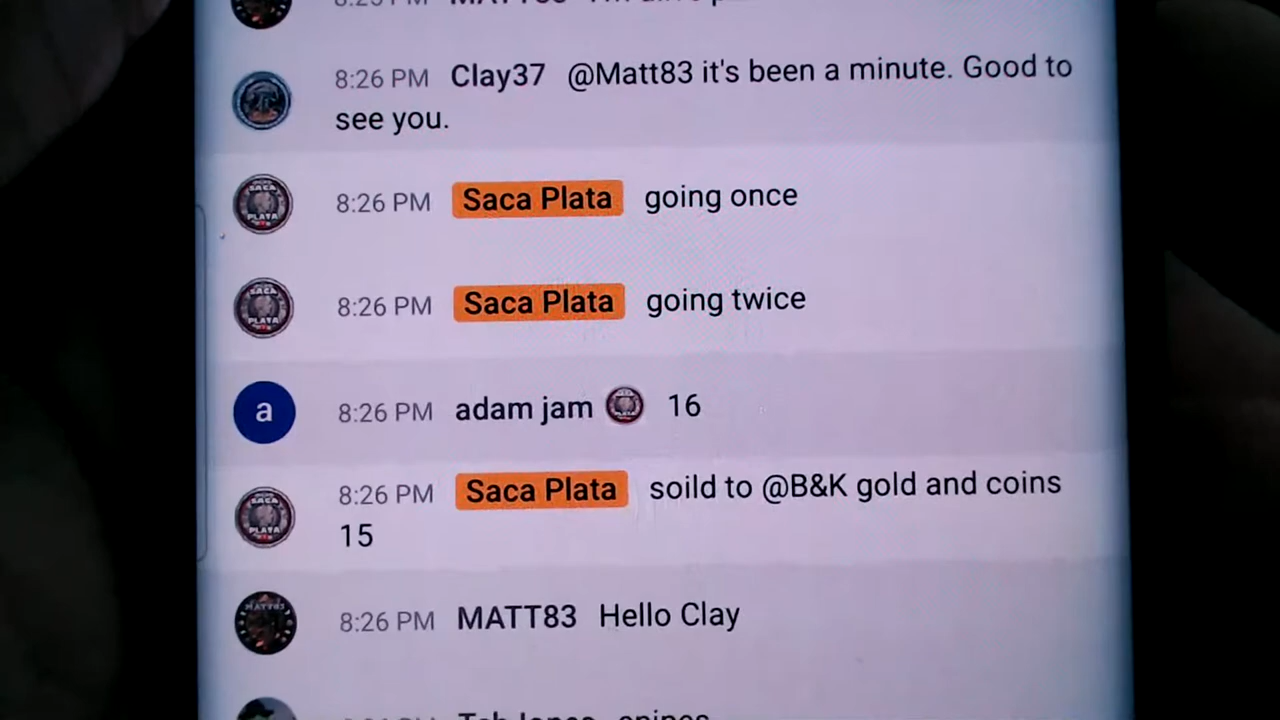 8:26 PM Clay37 @Matt83 it's been a minute. Good to
see you.
8:26 PM Saca Plata going once
8:26 PM Saca Plata going twice
a 8:26 PM adam jam 16
8:26 PM Saca Plata soild to @B&K gold and coins
15
8:26 PM MATT83 Hello Clay